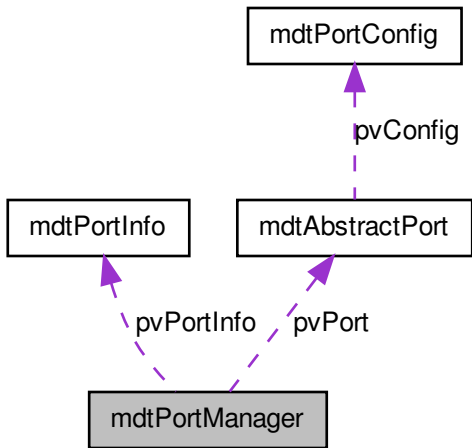 mdtPortConfig
pvConfig
mdtPortInfo
mdtAbstractPort
pvPortInfo
pvPort
mdtPortManager